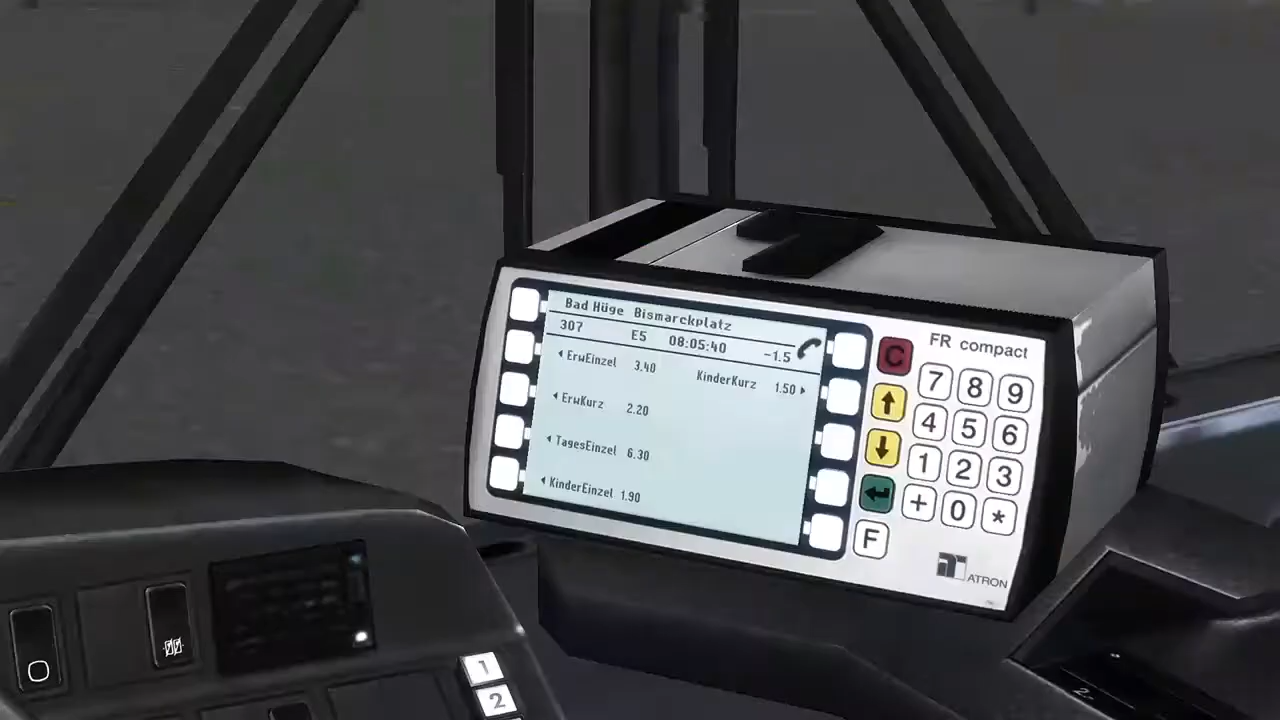 Bad Hüge Bismarckplatz
307 E5 08:05:40 -1.5
ErwEinzel 3.40
KinderKurz 1.50
ErwKurz 2.20
TagesEinzel 6.30
KinderEinzel 1.90
FR compact
C 7 8 9
4 5 6
1 2 3
+ 0 *
F
ATRON
1
2
2